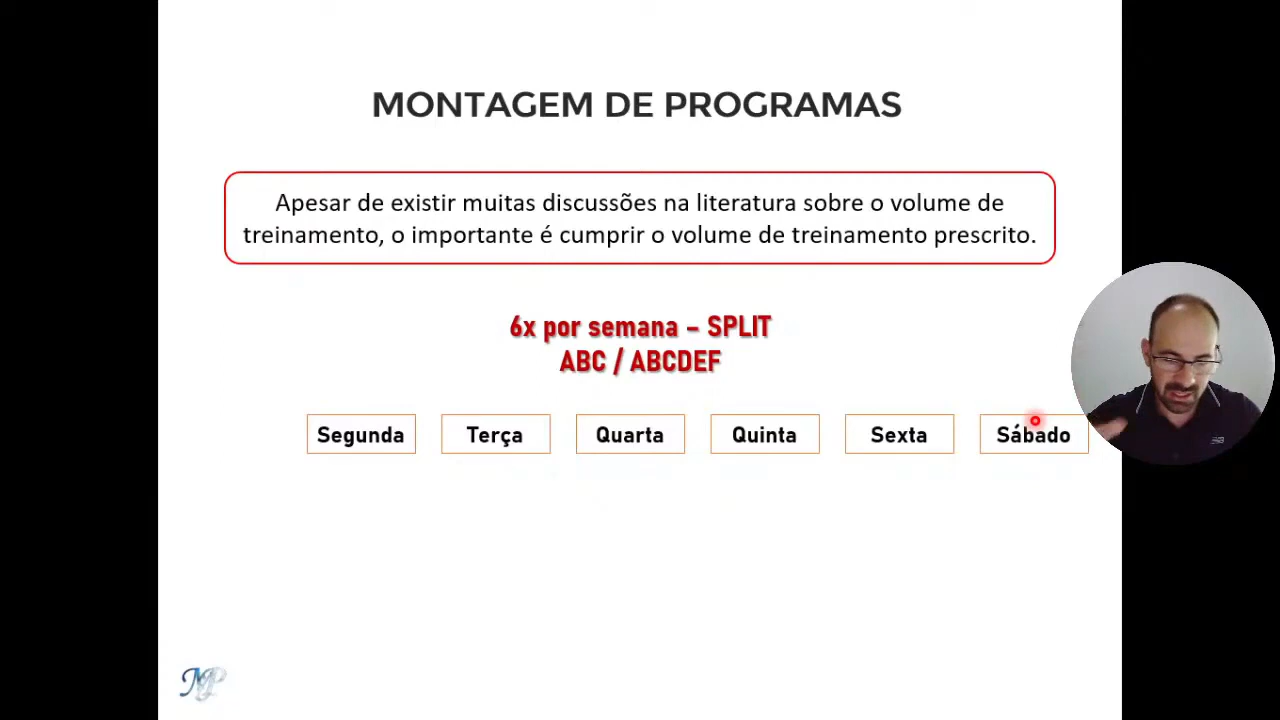 MONTAGEM DE PROGRAMAS
Apesar de existir muitas discussões na literatura sobre o volume de
treinamento, o importante é cumprir o volume de treinamento prescrito.
6x por semana – SPLIT
ABC / ABCDEF
Segunda Terça Quarta Quinta Sexta Sábado
MP